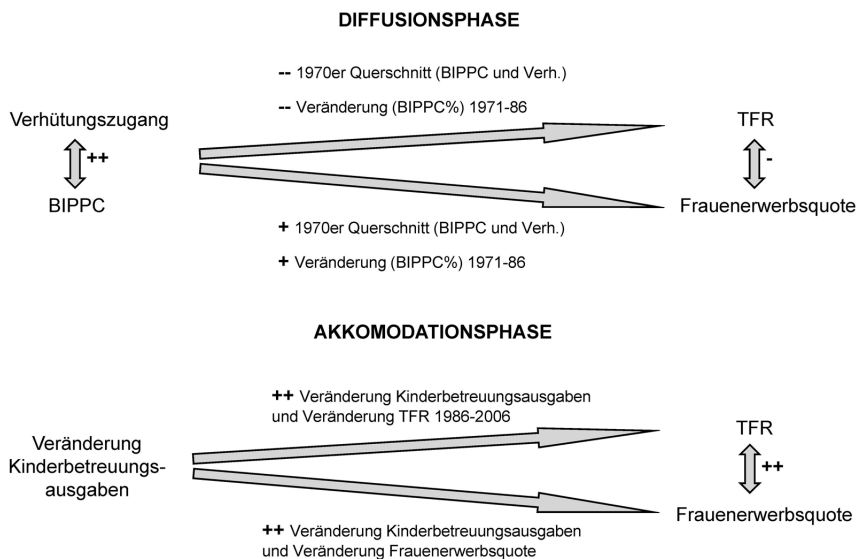 DIFFUSIONSPHASE
-- 1970er Querschnitt (BIPPC und Verh.)
-- Veränderung (BIPPC%) 1971-86
Verhütungszugang
++
BIPPC
TFR
-
Frauenerwerbsquote
+ 1970er Querschnitt (BIPPC und Verh.)
+ Veränderung (BIPPC%) 1971-86
AKKOMODATIONSPHASE
++ Veränderung Kinderbetreuungsausgaben
und Veränderung TFR 1986-2006
Veränderung
Kinderbetreuungs-
ausgaben
TFR
++
Frauenerwerbsquote
++ Veränderung Kinderbetreuungsausgaben
und Veränderung Frauenerwerbsquote